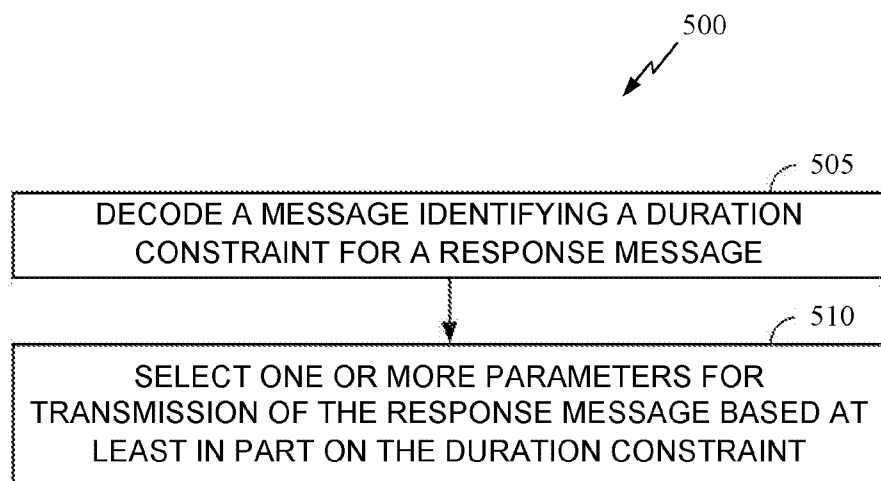 500
505
DECODE A MESSAGE IDENTIFYING A DURATION
CONSTRAINT FOR A RESPONSE MESSAGE
510
SELECT ONE OR MORE PARAMETERS FOR
TRANSMISSION OF THE RESPONSE MESSAGE BASED AT
LEAST IN PART ON THE DURATION CONSTRAINT